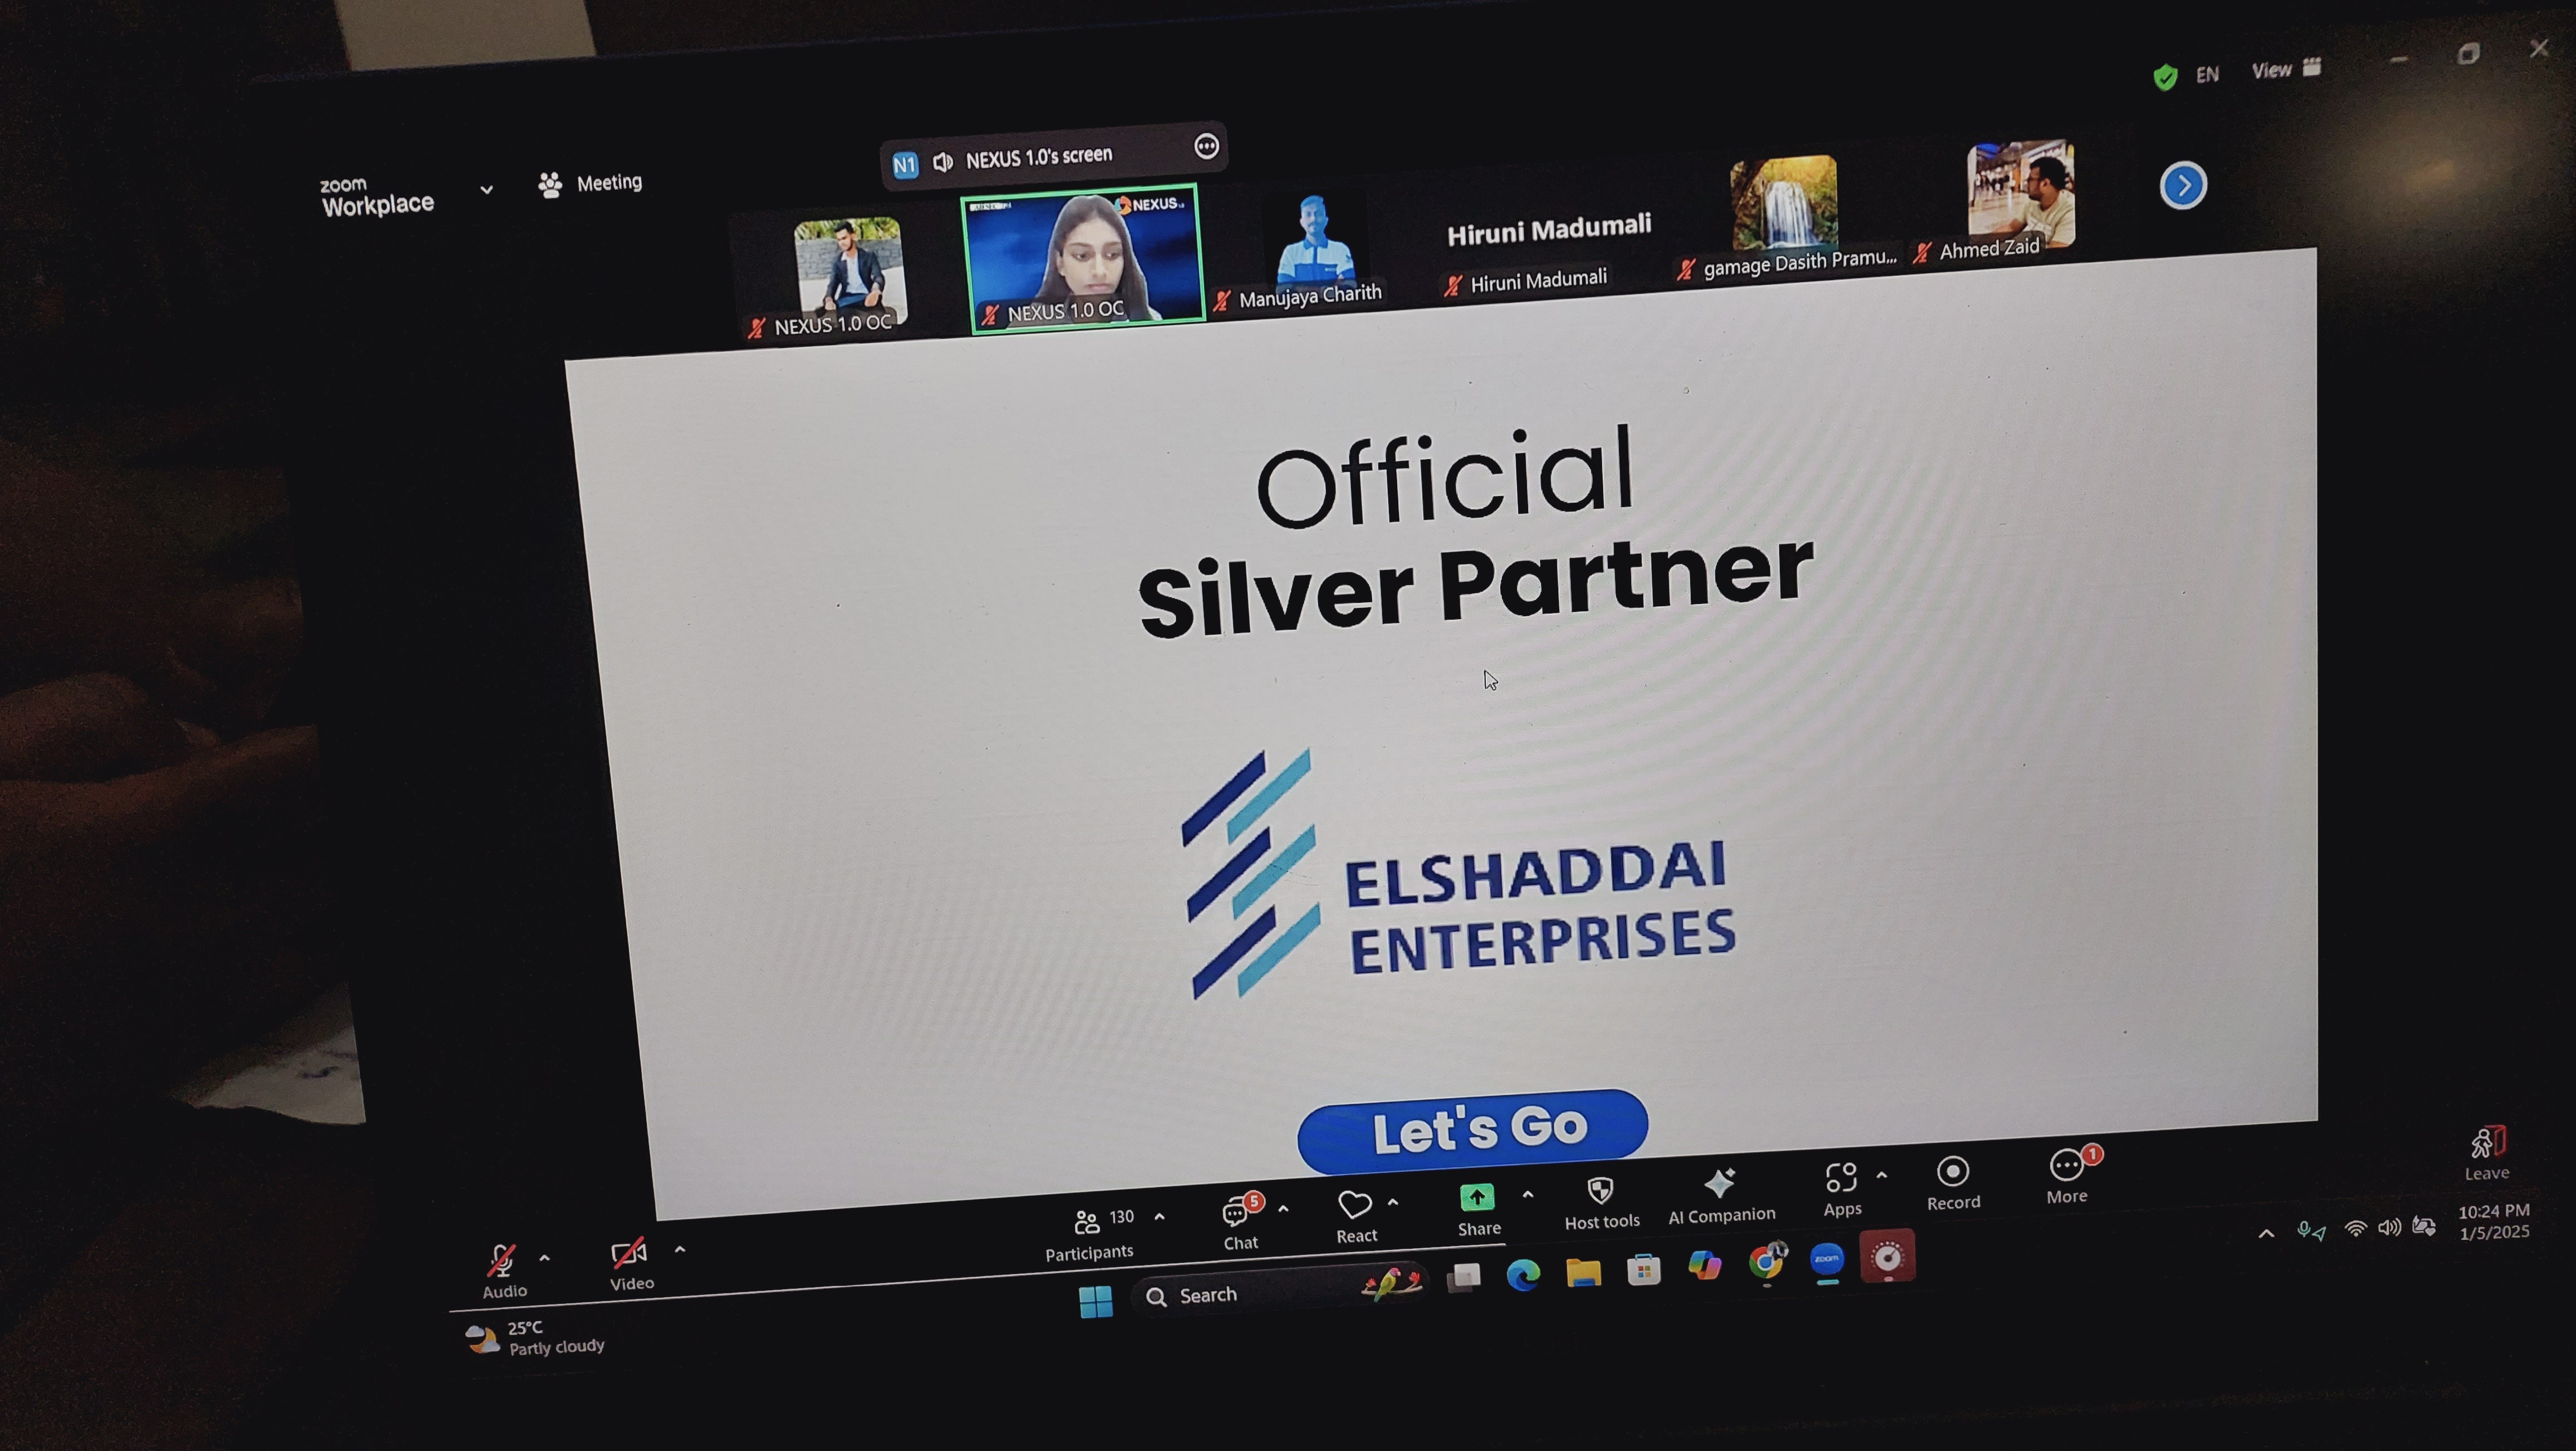 EN
View
zoom
Workplace
Meeting
N1
NEXUS 1.0's screen
NEXUS
NEXUS 1.0 OC
NEXUS 1.0 OC
Manujaya Charith
Hiruni Madumali
Hiruni Madumali
gamage Dasith Pramu...
Ahmed Zaid
Official
Silver Partner
ELSHADDAI
ENTERPRISES
Let's Go
Audio
Video
130
Participants
5
Chat
React
Share
Host tools
AI Companion
Apps
Record
1
More
Leave
25°C
Partly cloudy
Search
zoom
10:24 PM
1/5/2025